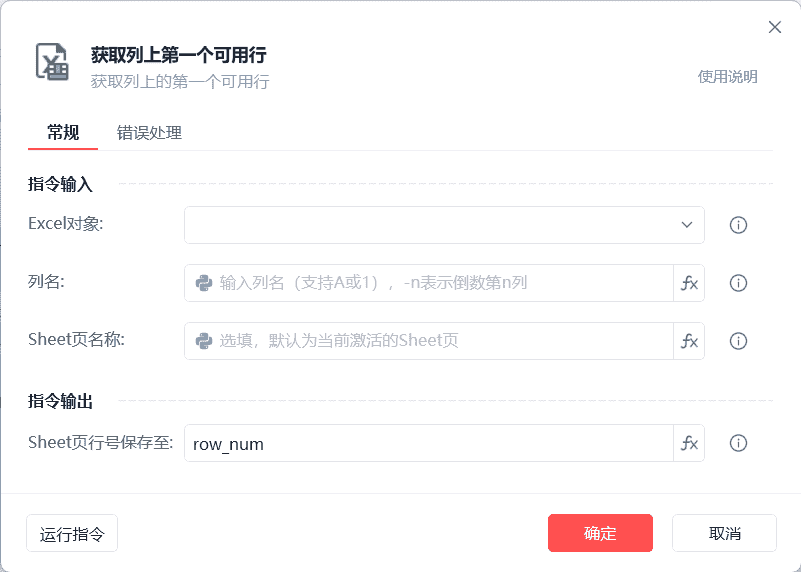 获取列上第一个可用行
获取列上的第一个可用行
使用说明
常规 错误处理
指令输入
Excel对象:
列名: 输入列名（支持A或1），-n表示倒数第n列 fx
Sheet页名称: 选填，默认为当前激活的Sheet页 fx
指令输出
Sheet页行号保存至: row_num fx
运行指令 确定 取消